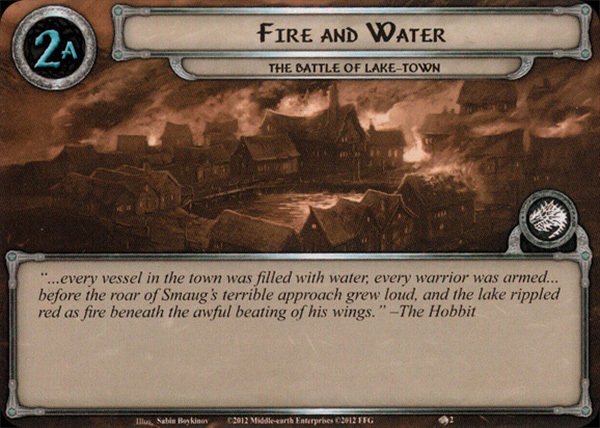 2A
FIRE AND WATER
THE BATTLE OF LAKE-TOWN
“...every vessel in the town was filled with water, every warrior was armed...
before the roar of Smaug’s terrible approach grew loud, and the lake rippled
red as fire beneath the awful beating of his wings.” –The Hobbit
Illus. Sabin Boykinov ©2012 Middle-earth Enterprises ©2012 FFG 2